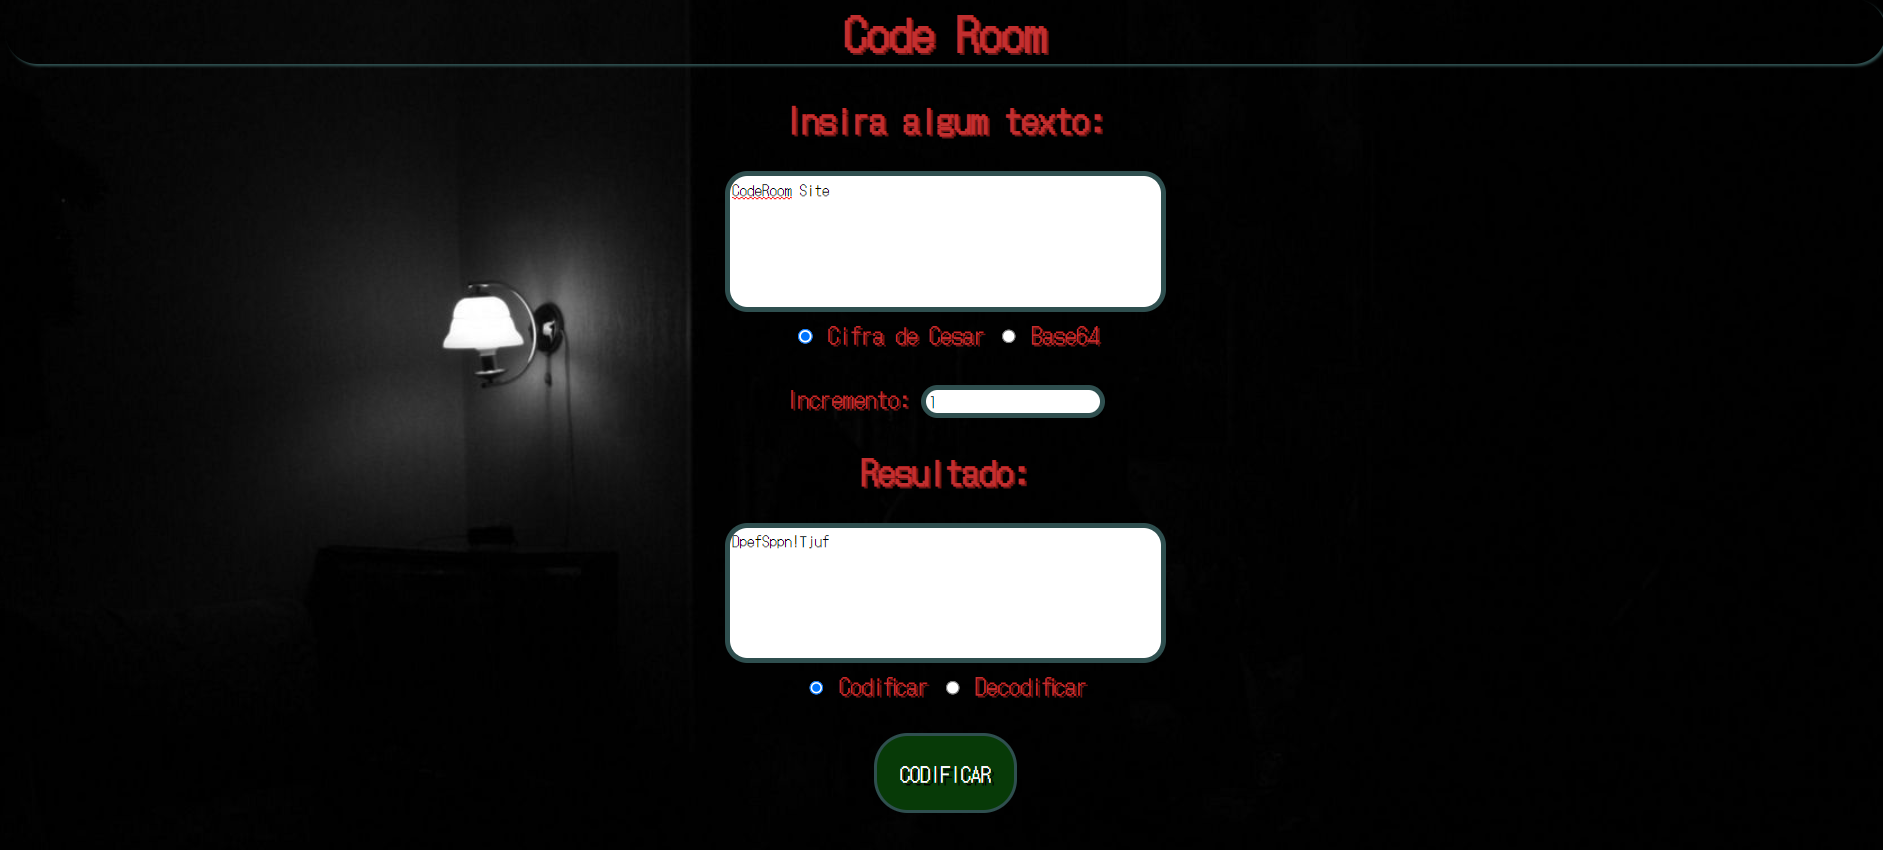 Code Room
Insira algum texto:
CodeRoom Site
Cifra de Cesar Base64
Incremento: 1
Resultado:
DpefSppn!Tjuf
Codificar Decodificar
CODIFICAR